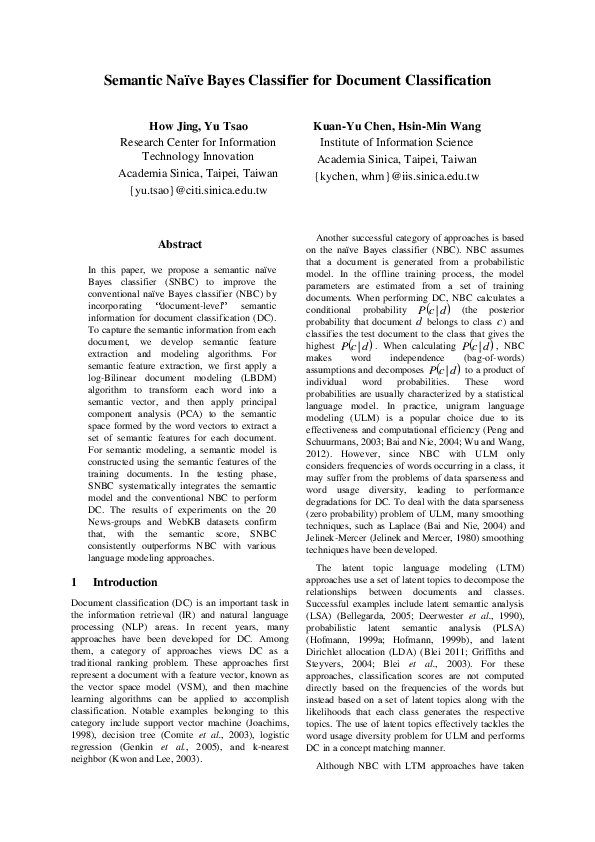 Semantic Naïve Bayes Classifier for Document Classification
How Jing, Yu Tsao
Research Center for Information
Technology Innovation
Academia Sinica, Taipei, Taiwan
{yu.tsao}@citi.sinica.edu.tw
Kuan-Yu Chen, Hsin-Min Wang
Institute of Information Science
Academia Sinica, Taipei, Taiwan
{kychen, whm}@iis.sinica.edu.tw
Abstract
In this paper, we propose a semantic naïve
Bayes classifier (SNBC) to improve the
conventional naïve Bayes classifier (NBC) by
incorporating “document-level” semantic
information for document classification (DC).
To capture the semantic information from each
document, we develop semantic feature
extraction and modeling algorithms. For
semantic feature extraction, we first apply a
log-Bilinear document modeling (LBDM)
algorithm to transform each word into a
semantic vector, and then apply principal
component analysis (PCA) to the semantic
space formed by the word vectors to extract a
set of semantic features for each document.
For semantic modeling, a semantic model is
constructed using the semantic features of the
training documents. In the testing phase,
SNBC systematically integrates the semantic
model and the conventional NBC to perform
DC. The results of experiments on the 20
News-groups and WebKB datasets confirm
that, with the semantic score, SNBC
consistently outperforms NBC with various
language modeling approaches.
1 Introduction
Document classification (DC) is an important task in
the information retrieval (IR) and natural language
processing (NLP) areas. In recent years, many
approaches have been developed for DC. Among
them, a category of approaches views DC as a
traditional ranking problem. These approaches first
represent a document with a feature vector, known as
the vector space model (VSM), and then machine
learning algorithms can be applied to accomplish
classification. Notable examples belonging to this
category include support vector machine (Joachims,
1998), decision tree (Comite et al., 2003), logistic
regression (Genkin et al., 2005), and k-nearest
neighbor (Kwon and Lee, 2003).
Another successful category of approaches is based
on the naïve Bayes classifier (NBC). NBC assumes
that a document is generated from a probabilistic
model. In the offline training process, the model
parameters are estimated from a set of training
documents. When performing DC, NBC calculates a
conditional probability P(c|d) (the posterior
probability that document d belongs to class c) and
classifies the test document to the class that gives the
highest P(c|d). When calculating P(c|d), NBC
makes word independence (bag-of-words)
assumptions and decomposes P(c|d) to a product of
individual word probabilities. These word
probabilities are usually characterized by a statistical
language model. In practice, unigram language
modeling (ULM) is a popular choice due to its
effectiveness and computational efficiency (Peng and
Schuurmans, 2003; Bai and Nie, 2004; Wu and Wang,
2012). However, since NBC with ULM only
considers frequencies of words occurring in a class, it
may suffer from the problems of data sparseness and
word usage diversity, leading to performance
degradations for DC. To deal with the data sparseness
(zero probability) problem of ULM, many smoothing
techniques, such as Laplace (Bai and Nie, 2004) and
Jelinek-Mercer (Jelinek and Mercer, 1980) smoothing
techniques have been developed.
The latent topic language modeling (LTM)
approaches use a set of latent topics to decompose the
relationships between documents and classes.
Successful examples include latent semantic analysis
(LSA) (Bellegarda, 2005; Deerwester et al., 1990),
probabilistic latent semantic analysis (PLSA)
(Hofmann, 1999a; Hofmann, 1999b), and latent
Dirichlet allocation (LDA) (Blei 2011; Griffiths and
Steyvers, 2004; Blei et al., 2003). For these
approaches, classification scores are not computed
directly based on the frequencies of the words but
instead based on a set of latent topics along with the
likelihoods that each class generates the respective
topics. The use of latent topics effectively tackles the
word usage diversity problem for ULM and performs
DC in a concept matching manner.
Although NBC with LTM approaches have taken